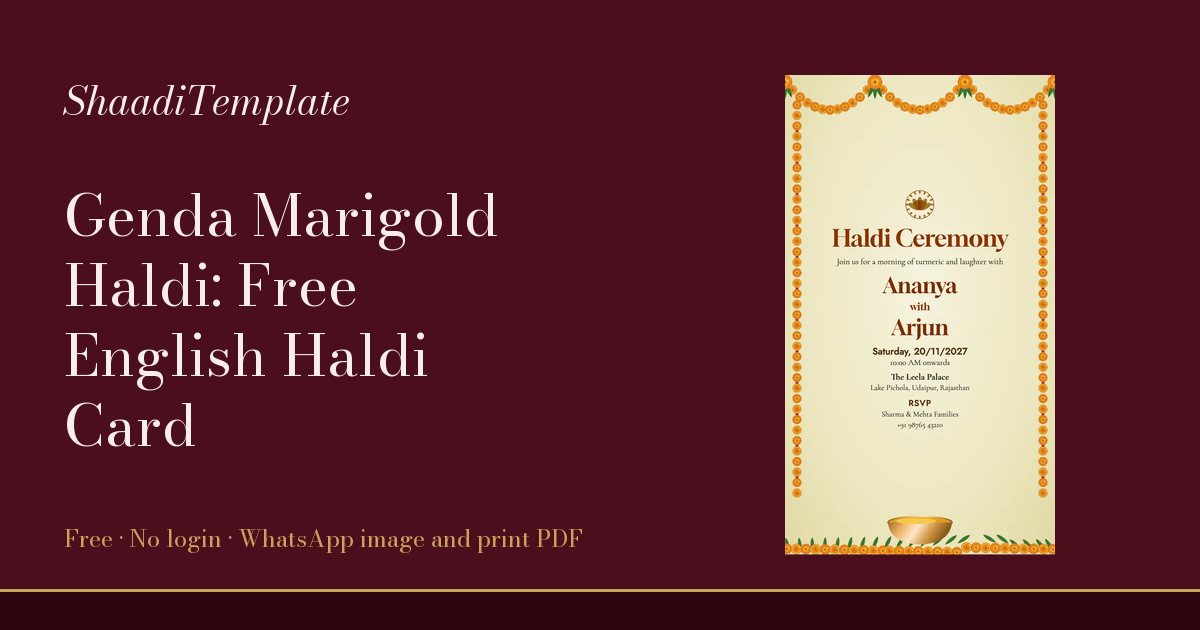 ShaadiTemplate
Genda Marigold
Haldi: Free
English Haldi
Card
Free · No login · WhatsApp image and print PDF
Haldi Ceremony
Join us for a morning of turmeric and laughter with
Ananya
with
Arjun
Saturday, 20/11/2027
10:00 AM onwards
The Leela Palace
Lake Pichola, Udaipur, Rajasthan
RSVP
Sharma & Mehta Families
+91 98765 43210